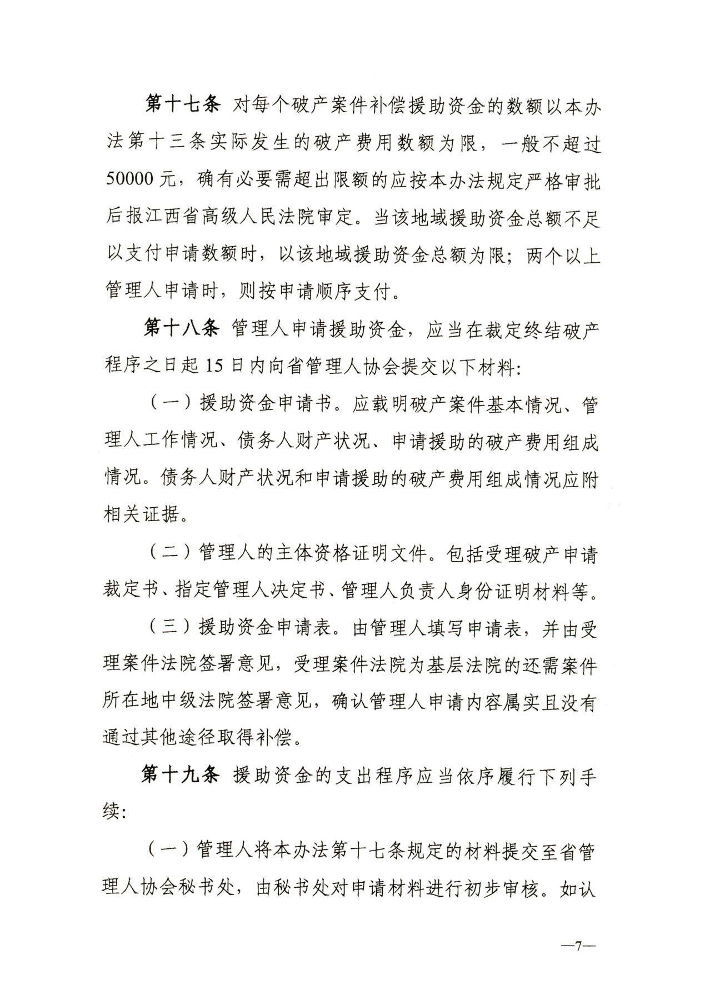 第十七条 对每个破产案件补偿援助资金的数额以本办
法第十三条实际发生的破产费用数额为限，一般不超过
50000 元，确有必要需超出限额的应按本办法规定严格审批
后报江西省高级人民法院审定。当该地域援助资金总额不足
以支付申请数额时，以该地域援助资金总额为限；两个以上
管理人申请时，则按申请顺序支付。
第十八条 管理人申请援助资金，应当在裁定终结破产
程序之日起 15 日内向省管理人协会提交以下材料：
（一）援助资金申请书。应载明破产案件基本情况、管
理人工作情况、债务人财产状况、申请援助的破产费用组成
情况。债务人财产状况和申请援助的破产费用组成情况应附
相关证据。
（二）管理人的主体资格证明文件。包括受理破产申请
裁定书、指定管理人决定书、管理人负责人身份证明材料等。
（三）援助资金申请表。由管理人填写申请表，并由受
理案件法院签署意见，受理案件法院为基层法院的还需案件
所在地中级法院签署意见，确认管理人申请内容属实且没有
通过其他途径取得补偿。
第十九条 援助资金的支出程序应当依序履行下列手
续：
（一）管理人将本办法第十七条规定的材料提交至省管
理人协会秘书处，由秘书处对申请材料进行初步审核。如认
—7—